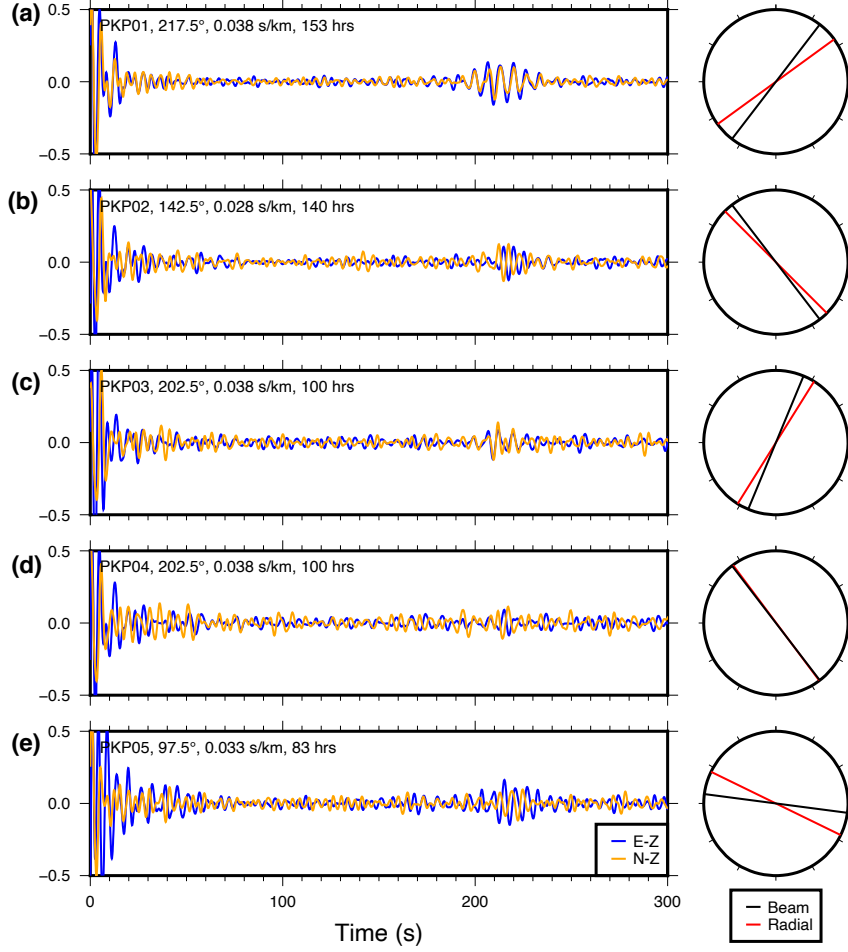 (a)
PKP01, 217.5°, 0.038 s/km, 153 hrs
0.5
0.0
−0.5
(b)
PKP02, 142.5°, 0.028 s/km, 140 hrs
0.5
0.0
−0.5
(c)
PKP03, 202.5°, 0.038 s/km, 100 hrs
0.5
0.0
−0.5
(d)
PKP04, 202.5°, 0.038 s/km, 100 hrs
0.5
0.0
−0.5
(e)
PKP05, 97.5°, 0.033 s/km, 83 hrs
0.5
0.0
−0.5
E-Z
N-Z
0 100 200 300
Time (s)
Beam
Radial